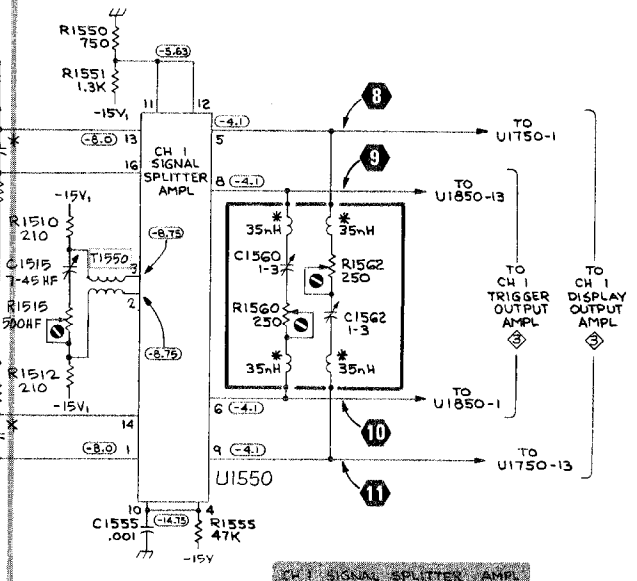 R1550
750
-5.63
R1551
1.3K
-15V₁
11
12
8
-4.1
TO
U1750-1
-8.0
13
5
CH 1
SIGNAL
SPLITTER
AMPL
16
9
8
-4.1
TO
U1850-13
-15V₁
R1510
210
T1550
-8.75
C1515
3
2
R1515
-8.75
R1512
210
-15V₁
*
35nH
*
35nH
C1560
1-3
R1562
250
R1560
250
C1562
1-3
*
35nH
*
35nH
TO
CH 1
TRIGGER
OUTPUT
AMPL
3
TO
CH 1
DISPLAY
OUTPUT
AMPL
3
6
-4.1
TO
U1850-1
14
10
-8.0
1
9
-4.1
TO
U1750-13
U1550
11
10
4
C1555
.001
-14.75
R1555
47K
-15V
CH 1 SIGNAL SPLITTER AMPL